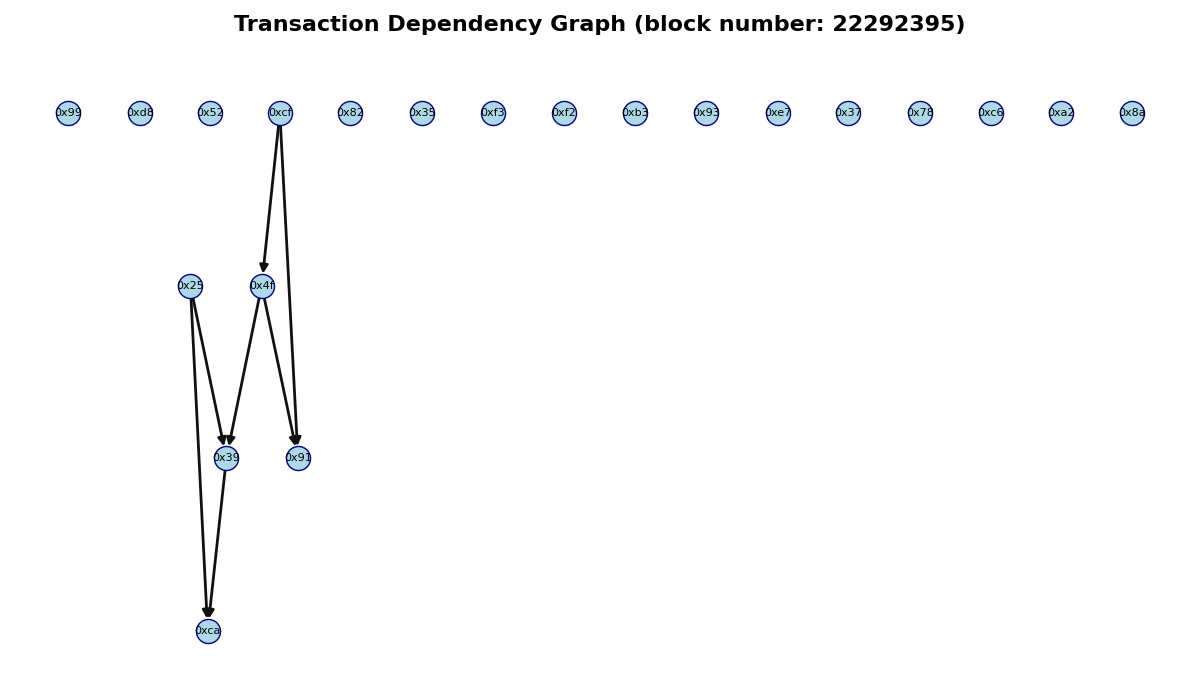 Transaction Dependency Graph (block number: 22292395)
0x99 0xd8 0x52 0xcf 0x82 0x35 0xf3 0xf2 0xb3 0x93 0xe7 0x37 0x78 0xc6 0xa2 0x8a
0x25 0x4f
0x39 0x91
0xca